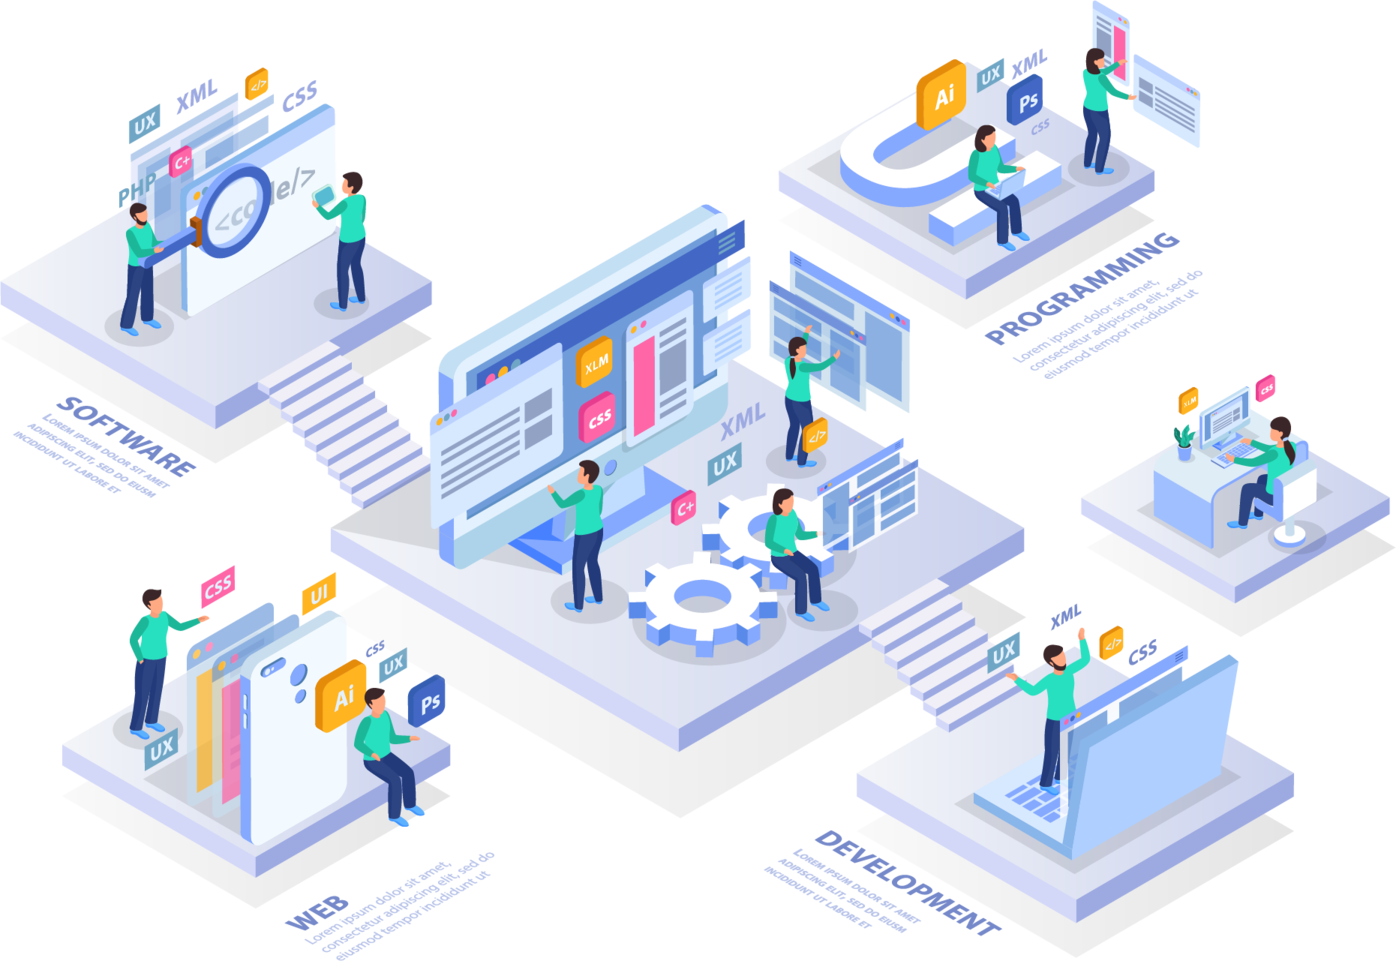 UX
XML
</>
CSS
C+
PHP
<co
de/>
SOFTWARE
LOREM IPSUM DOLOR SIT AMET
ADIPISCING ELIT, SED DO EIUSM
INCIDIDUNT UT LABORE ET
Ai
UX
XML
Ps
CSS
PROGRAMMING
Lorem ipsum dolor sit amet,
consectetur adipiscing elit, sed do
eiusmod tempor incididunt ut
XLM
CSS
XML
UX
C+
</>
XLM
CSS
CSS
UI
UX
Ai
CSS
UX
Ps
WEB
Lorem ipsum dolor sit amet,
consectetur adipiscing elit, sed do
eiusmod tempor incididunt ut
UX
XML
</>
CSS
DEVELOPMENT
LOREM IPSUM DOLOR SIT AMET
ADIPISCING ELIT, SED DO EIUSM
INCIDIDUNT UT LABORE ET